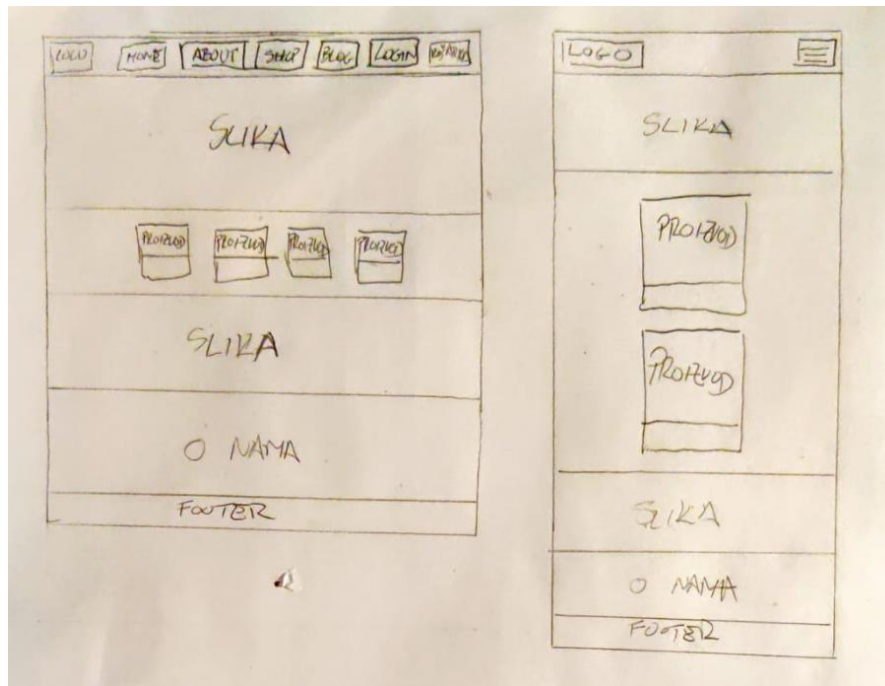 LOGO HOME ABOUT SHOP BLOG LOGIN KOŠARICA
SLIKA
PROIZVOD PROIZVOD PROIZVOD PROIZVOD
SLIKA
O NAMA
FOOTER
LOGO
SLIKA
PROIZVOD
PROIZVOD
SLIKA
O NAMA
FOOTER